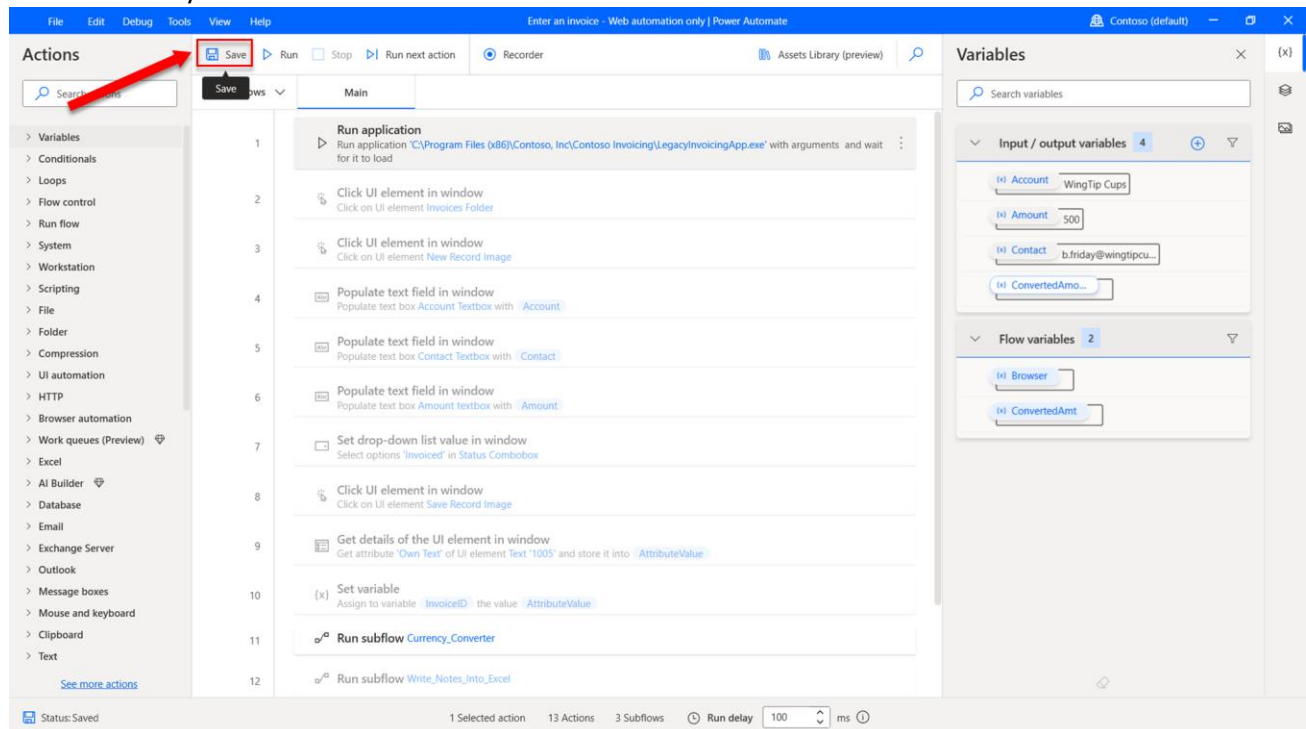 File Edit Debug Tools View Help Enter an invoice - Web automation only | Power Automate Contoso (default)
Actions
Save Run Stop Run next action Recorder Assets Library (preview)
Variables
{x}
Save
Main
Search variables
Variables
Conditionals
Loops
Flow control
Run flow
System
Workstation
Scripting
File
Folder
Compression
UI automation
HTTP
Browser automation
Work queues (Preview)
Excel
AI Builder
Database
Email
Exchange Server
Outlook
Message boxes
Mouse and keyboard
Clipboard
Text
See more actions
1 Run application
Run application 'C:\Program Files (x86)\Contoso, Inc\Contoso Invoicing\LegacyInvoicingApp.exe' with arguments and wait
for it to load
2 Click UI element in window
Click on UI element Invoices Folder
3 Click UI element in window
Click on UI element New Record Image
4 Populate text field in window
Populate text box Account Textbox with Account
5 Populate text field in window
Populate text box Contact Textbox with Contact
6 Populate text field in window
Populate text box Amount textbox with Amount
7 Set drop-down list value in window
Select options 'Invoiced' in Status Combobox
8 Click UI element in window
Click on UI element Save Record Image
9 Get details of the UI element in window
Get attribute 'Own Text' of UI element Text '1005' and store it into AttributeValue
10 {x} Set variable
Assign to variable InvoiceID the value AttributeValue
11 Run subflow Currency_Converter
12 Run subflow Write_Notes_Into_Excel
Input / output variables 4
Account WingTip Cups
Amount 500
Contact b.friday@wingtipcu...
ConvertedAmo...
Flow variables 2
Browser
ConvertedAmt
Status: Saved 1 Selected action 13 Actions 3 Subflows Run delay 100 ms